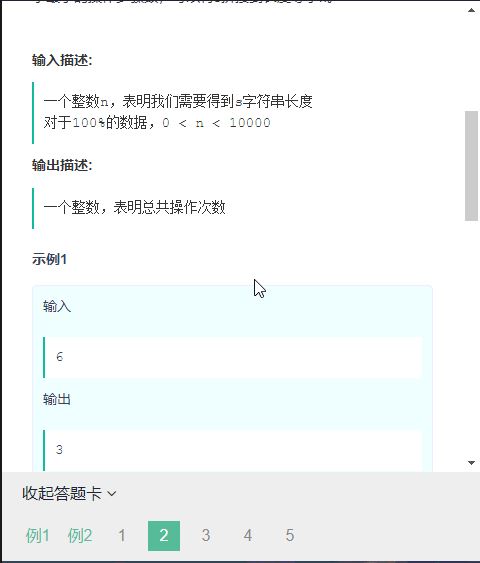 输入描述:
一个整数n，表明我们需要得到s字符串长度
对于100%的数据，0 < n < 10000
输出描述:
一个整数，表明总共操作次数
示例1
输入
6
输出
3
收起答题卡
例1 例2 1 2 3 4 5